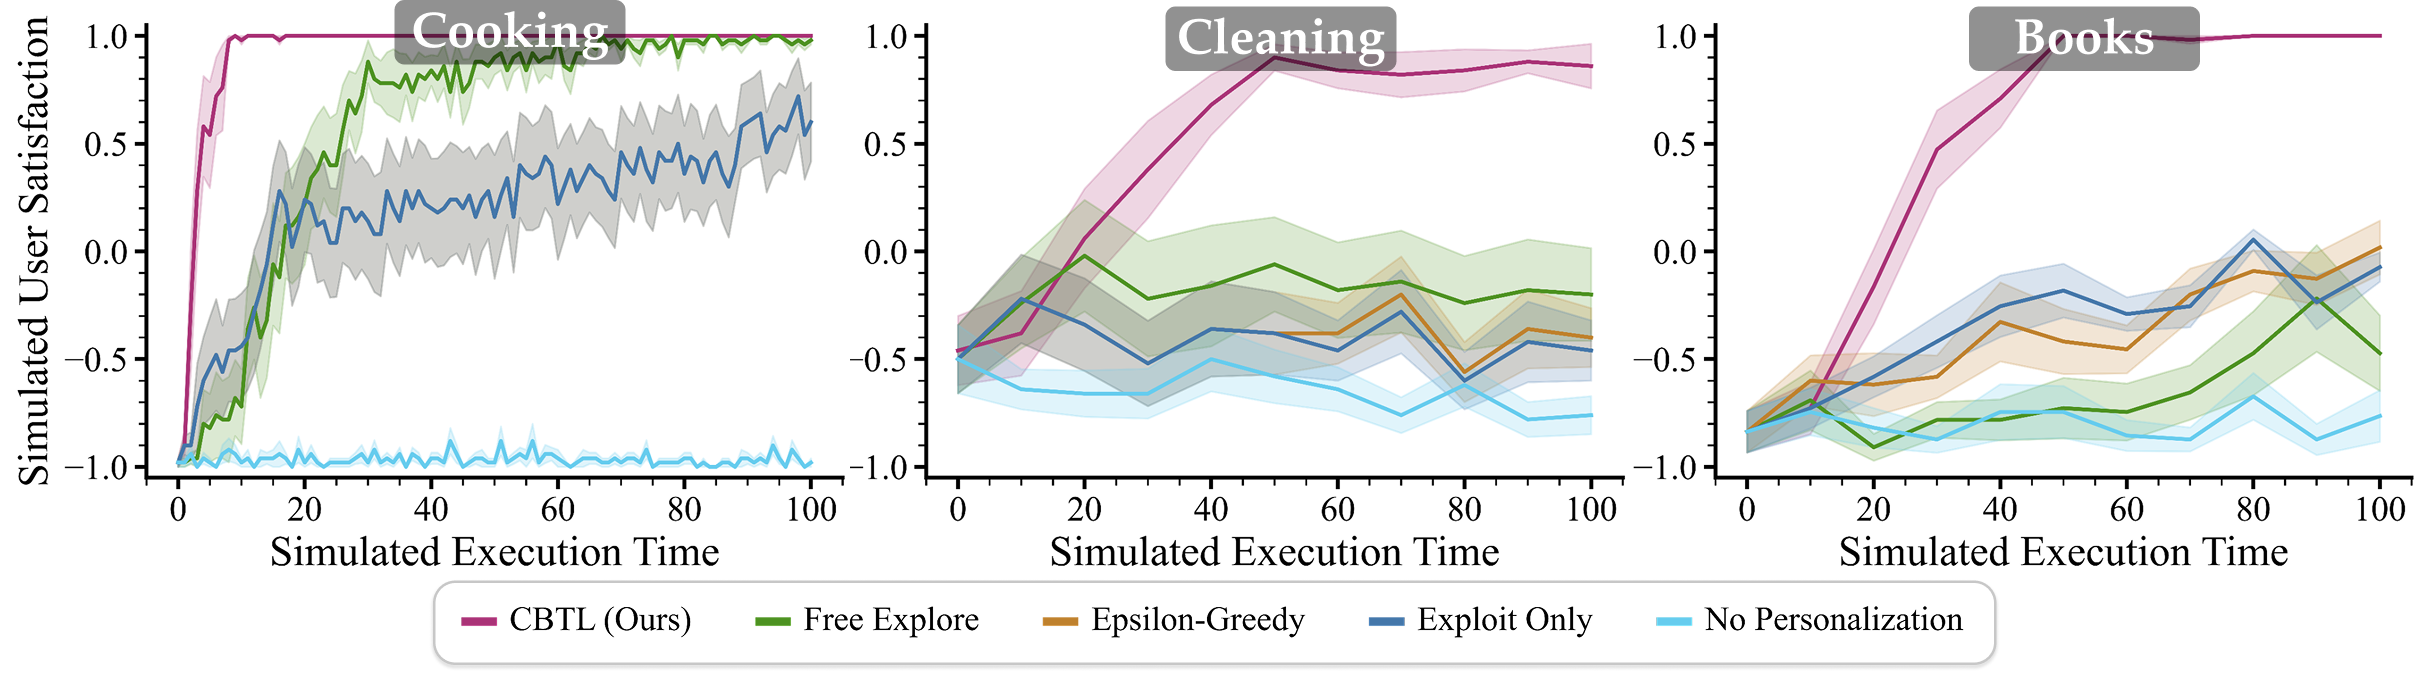 Cooking
Cleaning
Books
Simulated User Satisfaction
1.0
0.5
0.0
−0.5
−1.0
0 20 40 60 80 100
Simulated Execution Time
1.0
0.5
0.0
−0.5
−1.0
0 20 40 60 80 100
Simulated Execution Time
1.0
0.5
0.0
−0.5
−1.0
0 20 40 60 80 100
Simulated Execution Time
CBTL (Ours) Free Explore Epsilon-Greedy Exploit Only No Personalization